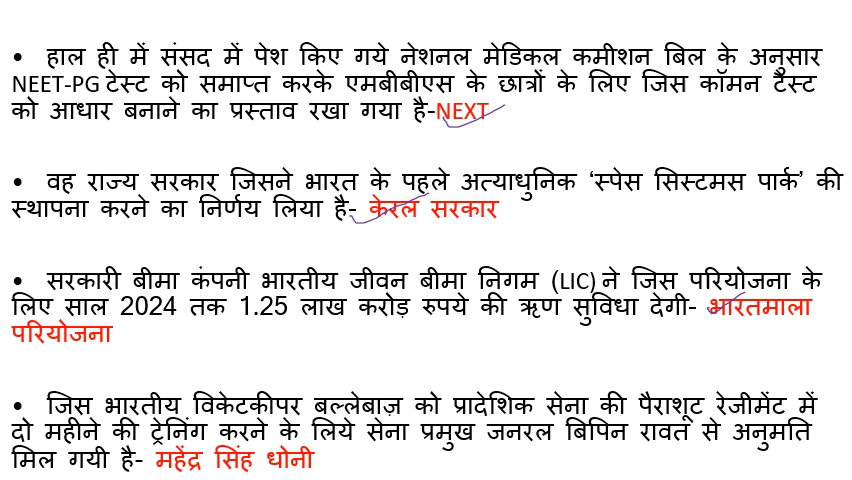 • हाल ही में संसद में पेश किए गये नेशनल मेडिकल कमीशन बिल के अनुसार
NEET-PG टेस्ट को समाप्त करके एमबीबीएस के छात्रों के लिए जिस कॉमन टैस्ट
को आधार बनाने का प्रस्ताव रखा गया है-NEXT
• वह राज्य सरकार जिसने भारत के पहले अत्याधुनिक ‘स्पेस सिस्टमस पार्क’ की
स्थापना करने का निर्णय लिया है- केरल सरकार
• सरकारी बीमा कंपनी भारतीय जीवन बीमा निगम (LIC) ने जिस परियोजना के
लिए साल 2024 तक 1.25 लाख करोड़ रुपये की ऋण सुविधा देगी- भारतमाला
परियोजना
• जिस भारतीय विकेटकीपर बल्लेबाज़ को प्रादेशिक सेना की पैराशूट रेजीमेंट में
दो महीने की ट्रेनिंग करने के लिये सेना प्रमुख जनरल बिपिन रावत से अनुमति
मिल गयी है- महेंद्र सिंह धोनी